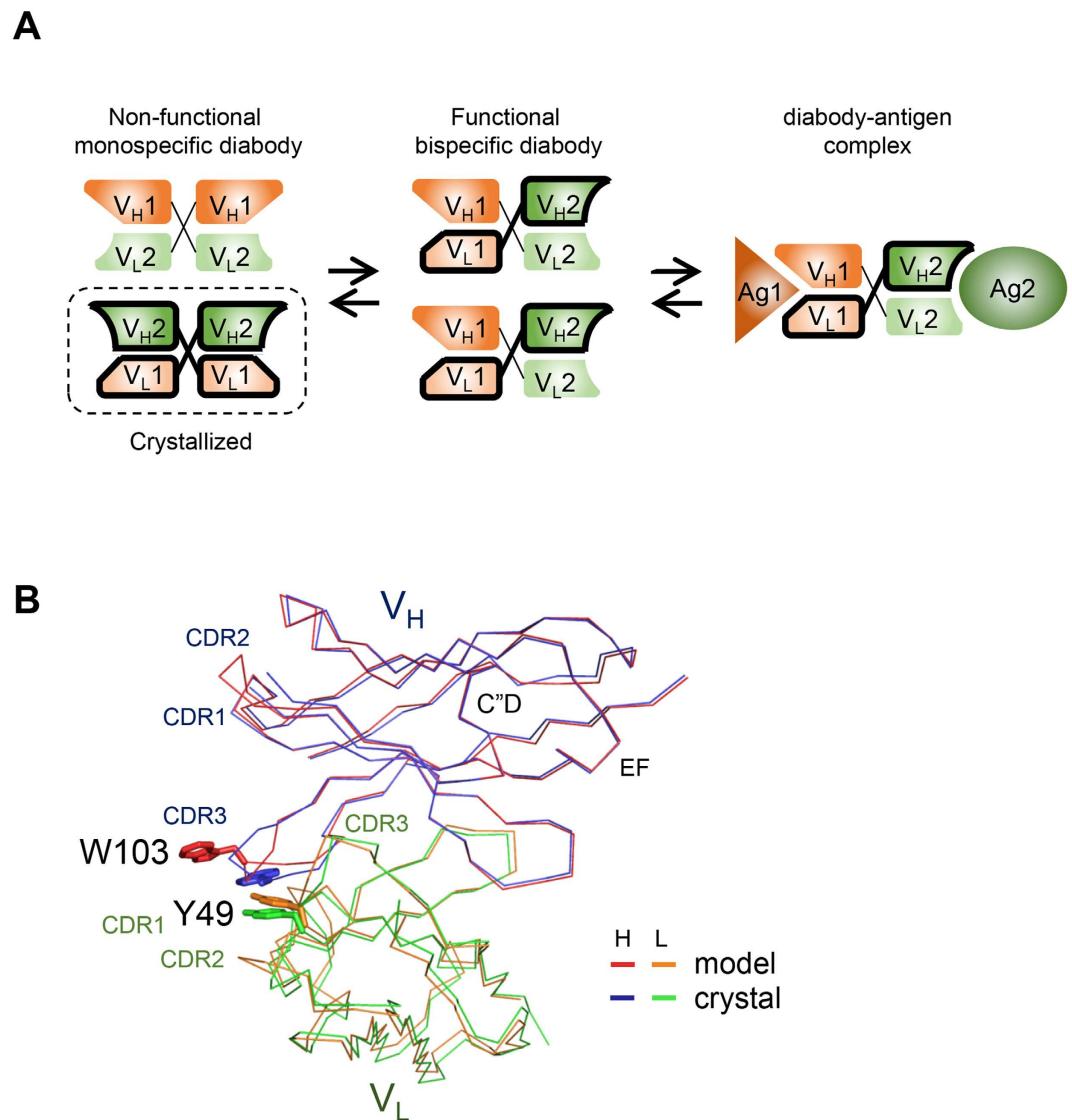 A
Non-functional
monospecific diabody
Functional
bispecific diabody
diabody-antigen
complex
VH1 VH1
VL2 VL2
VH2 VH2
VL1 VL1
Crystallized
VH1 VH2
VL1 VL2
VH1 VH2
VL1 VL2
Ag1 VH1 VH2 Ag2
VL1 VL2
B
VH
CDR2
CDR1
C”D
EF
CDR3
CDR3
W103
Y49
CDR1
CDR2
H L
model
crystal
VL